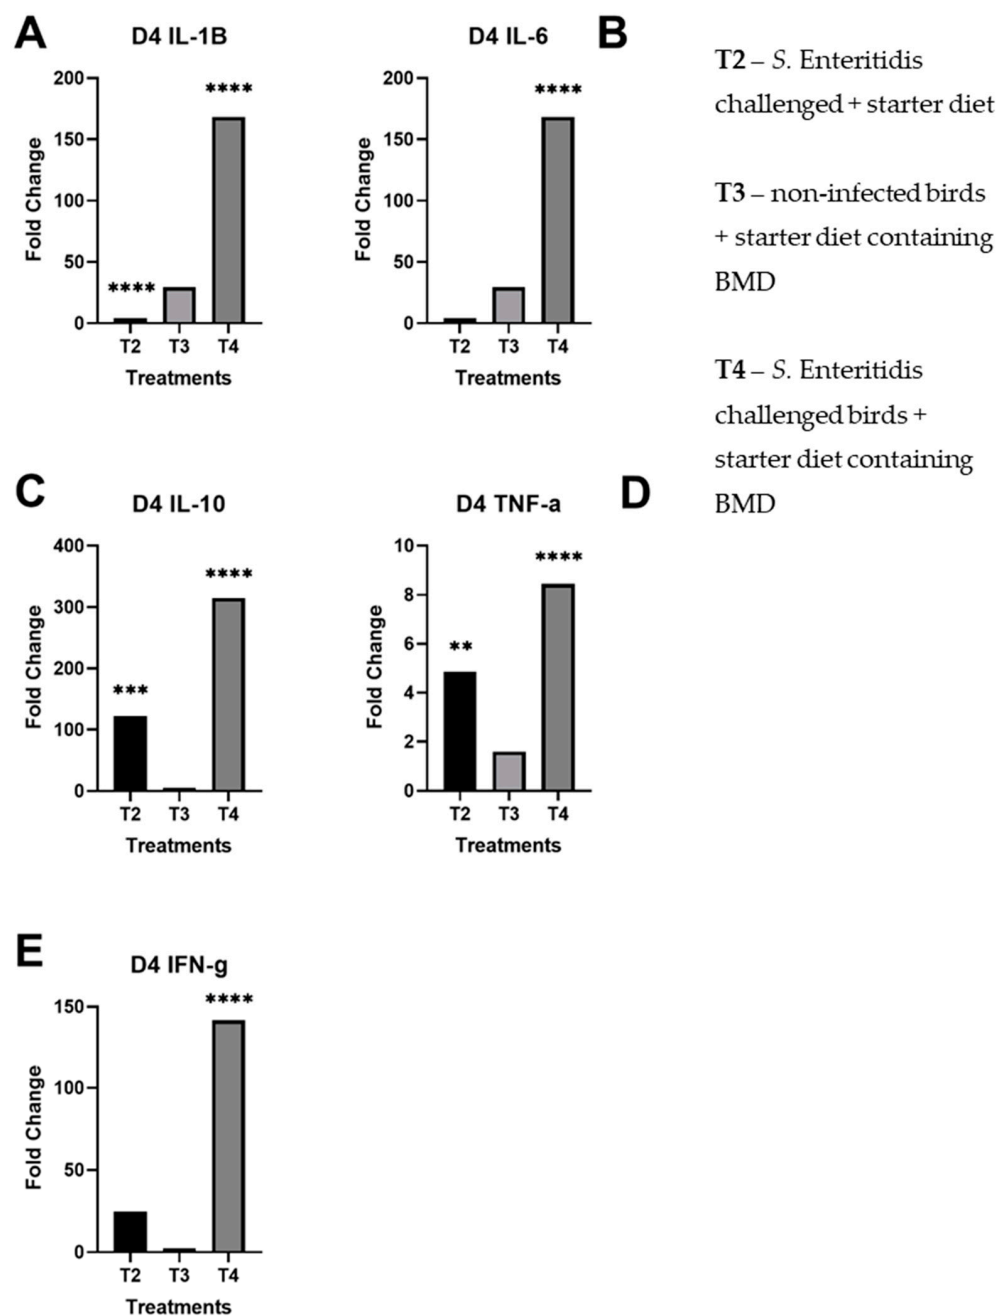 A
D4 IL-1B
200
150
100
50
0
Fold Change
****
****
T2 T3 T4
Treatments
D4 IL-6
B
200
150
100
50
0
Fold Change
****
T2 T3 T4
Treatments
T2 – S. Enteritidis
challenged + starter diet
T3 – non-infected birds
+ starter diet containing
BMD
T4 – S. Enteritidis
challenged birds +
starter diet containing
BMD
C
D4 IL-10
400
300
200
100
0
Fold Change
***
****
T2 T3 T4
Treatments
D4 TNF-a
D
10
8
6
4
2
0
Fold Change
**
****
T2 T3 T4
Treatments
E
D4 IFN-g
150
100
50
0
Fold Change
****
T2 T3 T4
Treatments